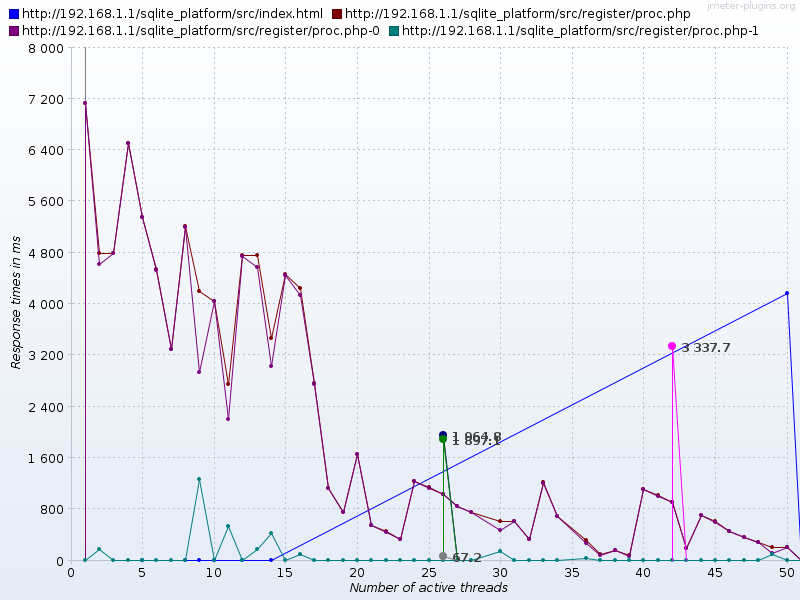 jmeter-plugins.org
http://192.168.1.1/sqlite_platform/src/index.html http://192.168.1.1/sqlite_platform/src/register/proc.php
http://192.168.1.1/sqlite_platform/src/register/proc.php-0 http://192.168.1.1/sqlite_platform/src/register/proc.php-1
8 000
7 200
6 400
5 600
4 800
4 000
3 200
2 400
1 600
800
0
Response times in ms
3 337.7
1 964.8
67.2
0 5 10 15 20 25 30 35 40 45 50
Number of active threads